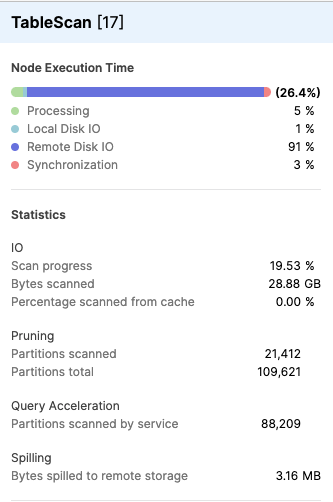 TableScan [17]
Node Execution Time
(26.4%)
Processing 5 %
Local Disk IO 1 %
Remote Disk IO 91 %
Synchronization 3 %
Statistics
IO
Scan progress 19.53 %
Bytes scanned 28.88 GB
Percentage scanned from cache 0.00 %
Pruning
Partitions scanned 21,412
Partitions total 109,621
Query Acceleration
Partitions scanned by service 88,209
Spilling
Bytes spilled to remote storage 3.16 MB